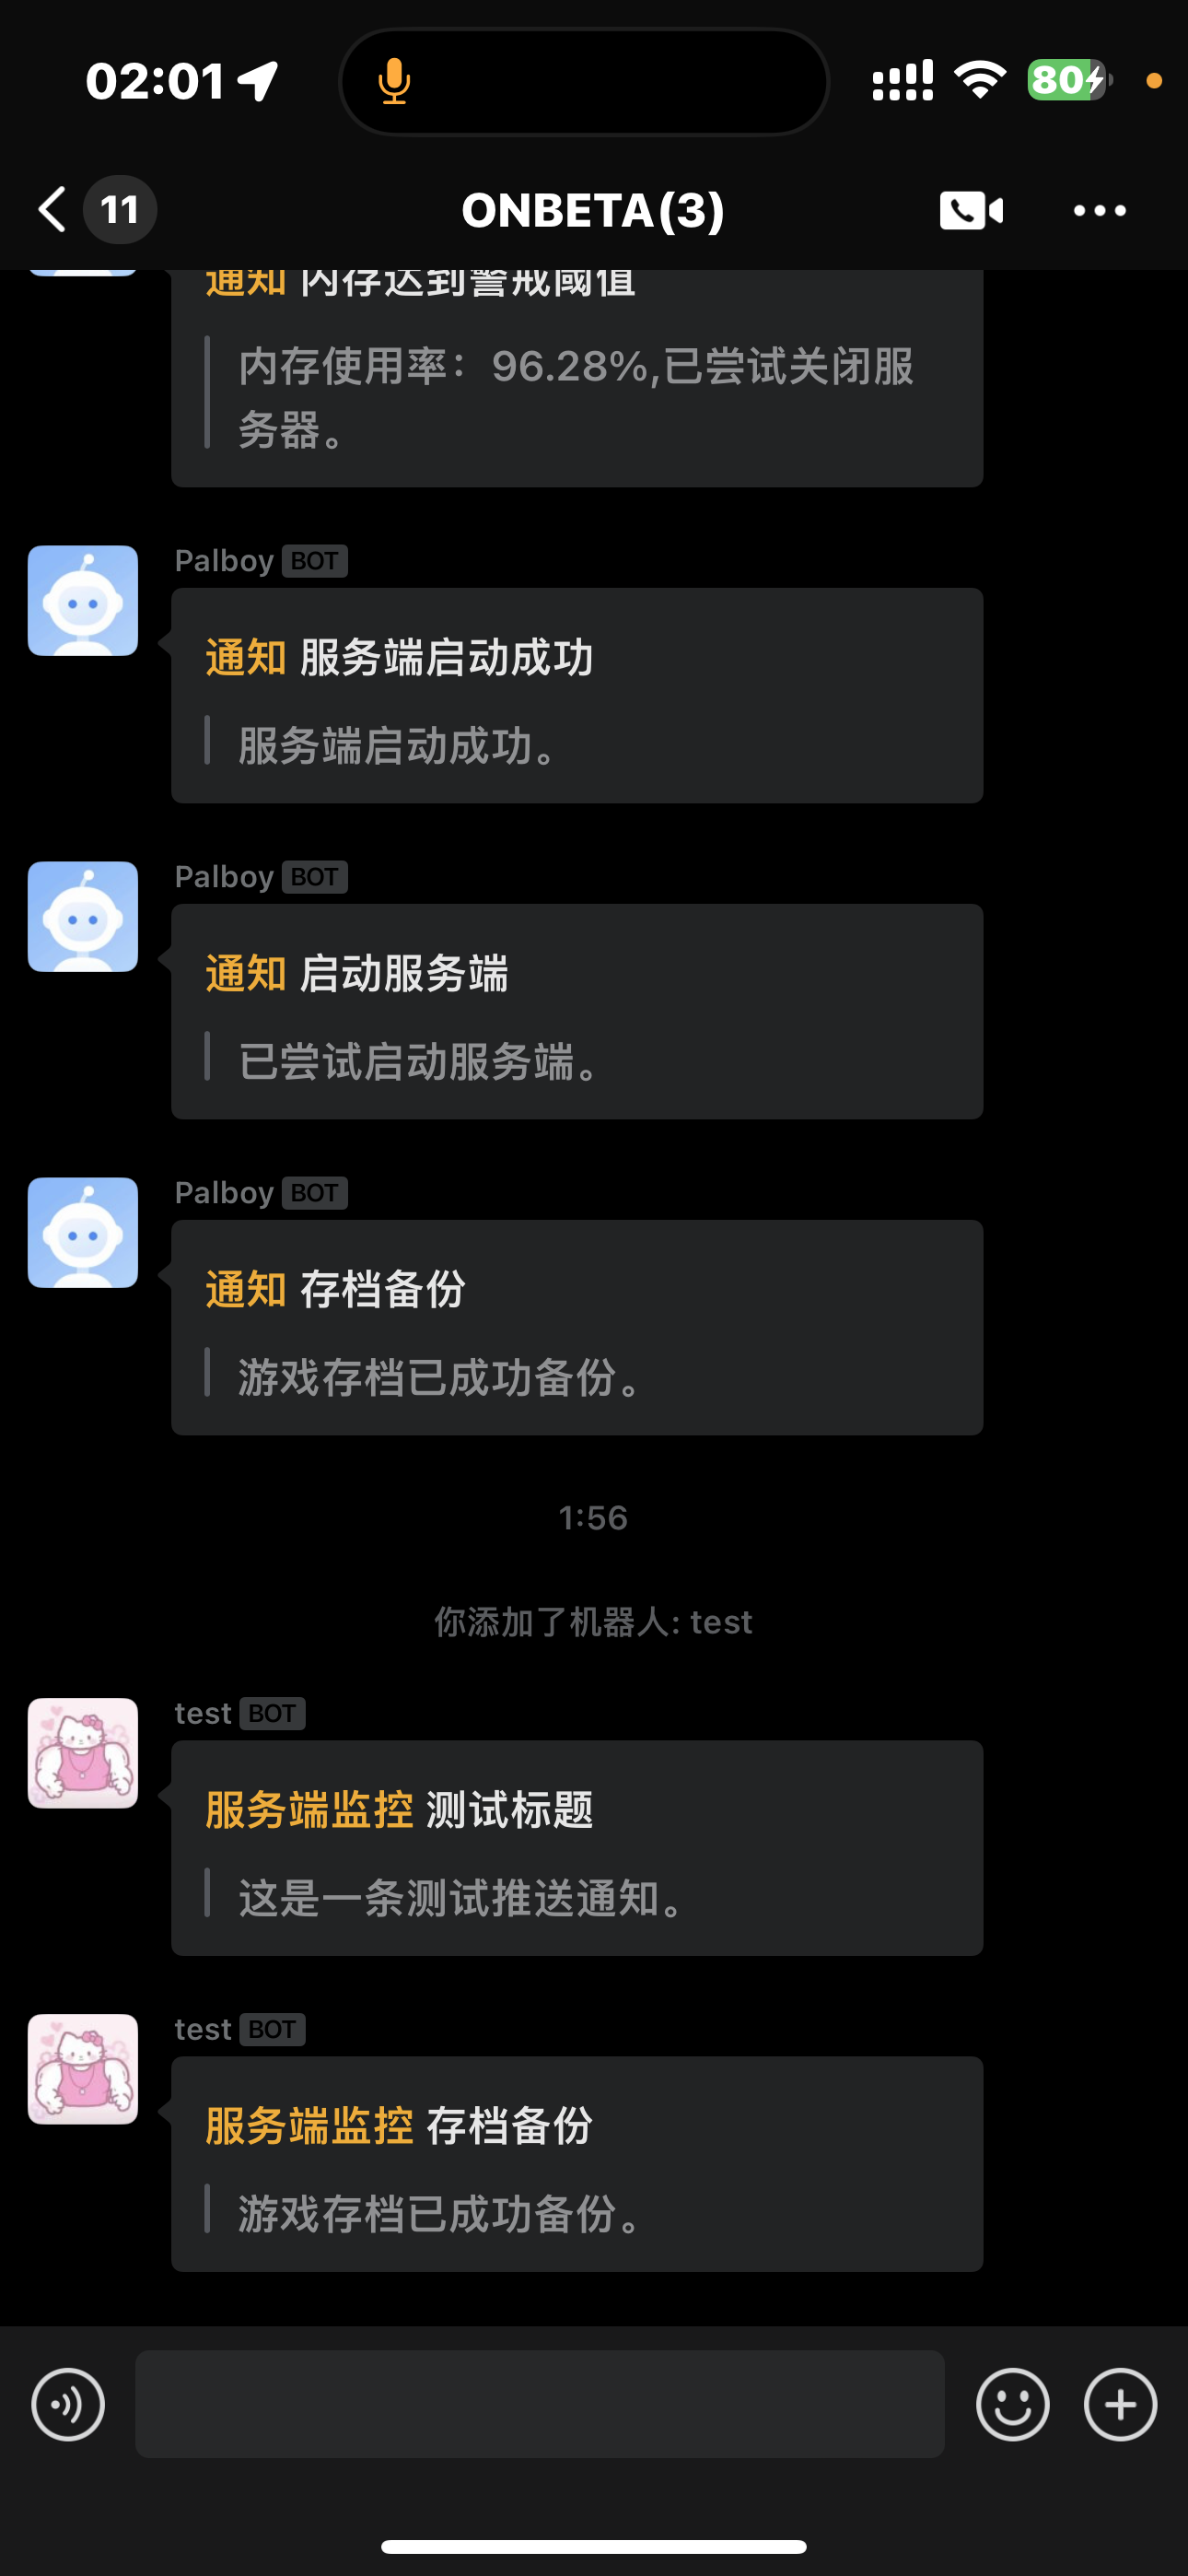 02:01
80
11
ONBETA(3)
通知 内存达到警戒阈值
内存使用率：96.28%,已尝试关闭服
务器。
Palboy BOT
通知 服务端启动成功
服务端启动成功。
Palboy BOT
通知 启动服务端
已尝试启动服务端。
Palboy BOT
通知 存档备份
游戏存档已成功备份。
1:56
你添加了机器人: test
test BOT
服务端监控 测试标题
这是一条测试推送通知。
test BOT
服务端监控 存档备份
游戏存档已成功备份。